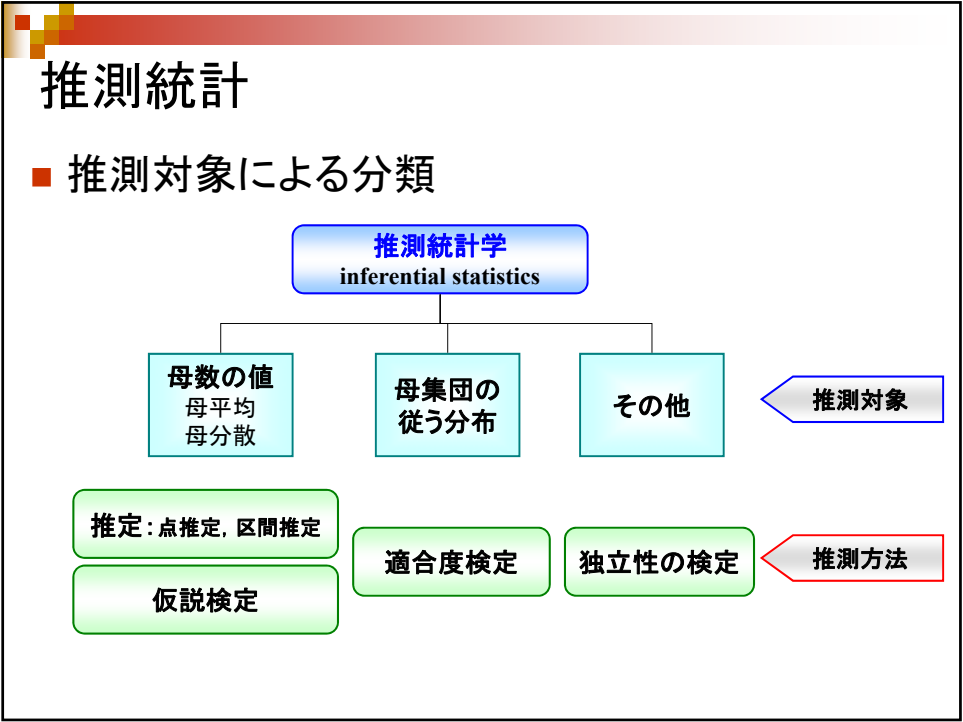 推測統計
推測対象による分類
推測統計学
inferential statistics
母数の値
母平均
母分散
母集団の
従う分布
その他
推測対象
推定：点推定，区間推定
仮説検定
適合度検定
独立性の検定
推測方法